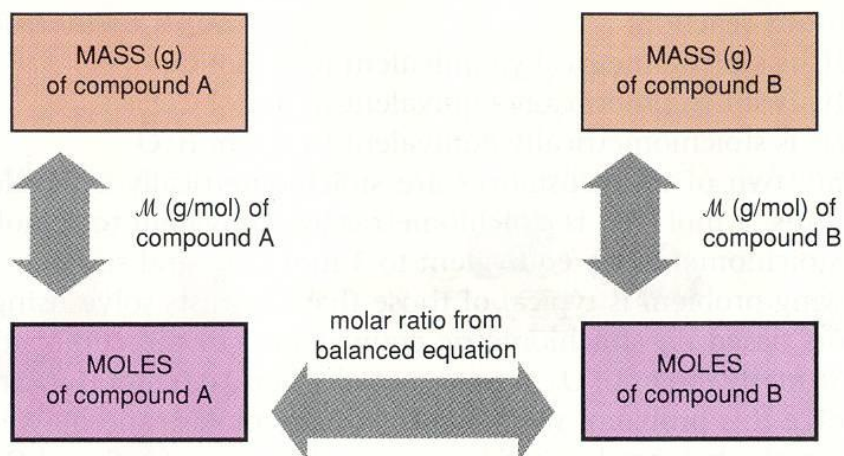 MASS (g)
of compound A
MASS (g)
of compound B
ℳ (g/mol) of
compound A
ℳ (g/mol) of
compound B
molar ratio from
balanced equation
MOLES
of compound A
MOLES
of compound B